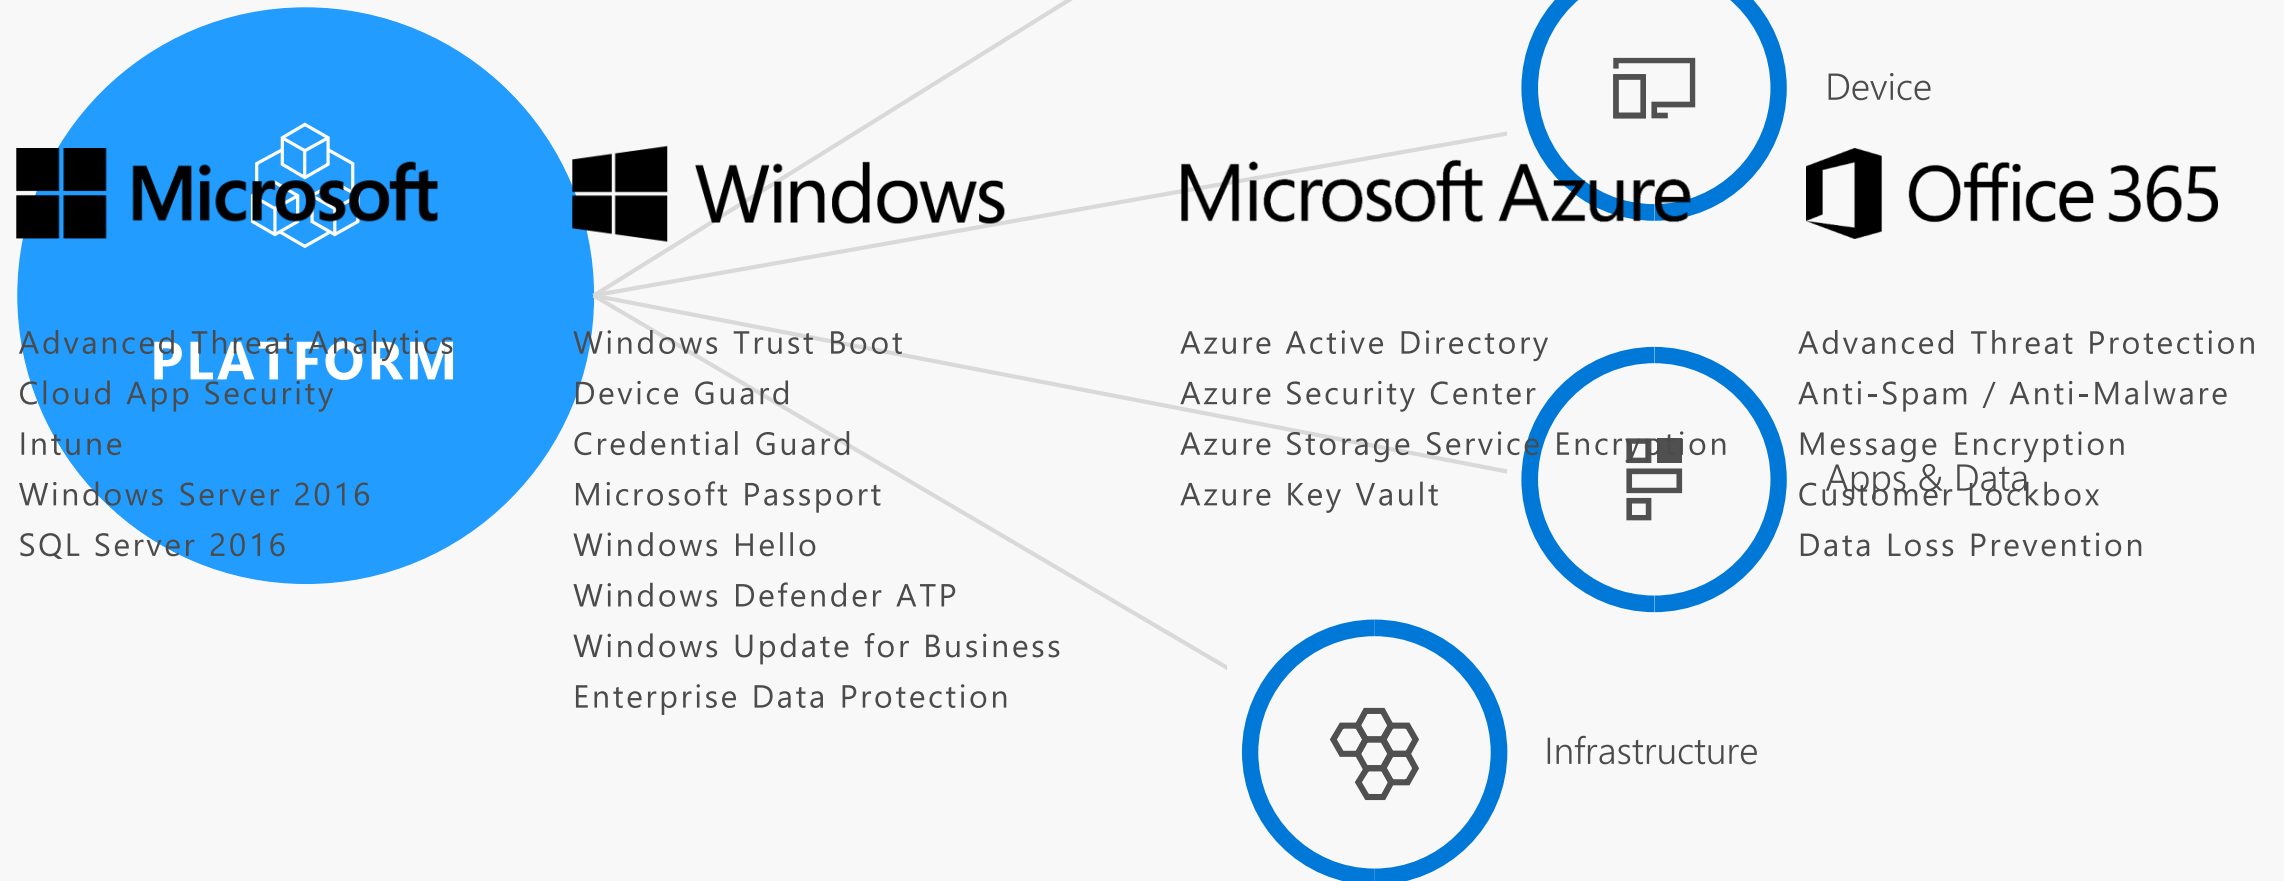 Microsoft
Advanced Threat Analytics
Cloud App Security
Intune
Windows Server 2016
SQL Server 2016
PLATFORM
Windows
Windows Trust Boot
Device Guard
Credential Guard
Microsoft Passport
Windows Hello
Windows Defender ATP
Windows Update for Business
Enterprise Data Protection
Microsoft Azure
Azure Active Directory
Azure Security Center
Azure Storage Service Encryption
Azure Key Vault
Office 365
Advanced Threat Protection
Anti-Spam / Anti-Malware
Message Encryption
Customer Lockbox
Data Loss Prevention
Device
Apps & Data
Infrastructure